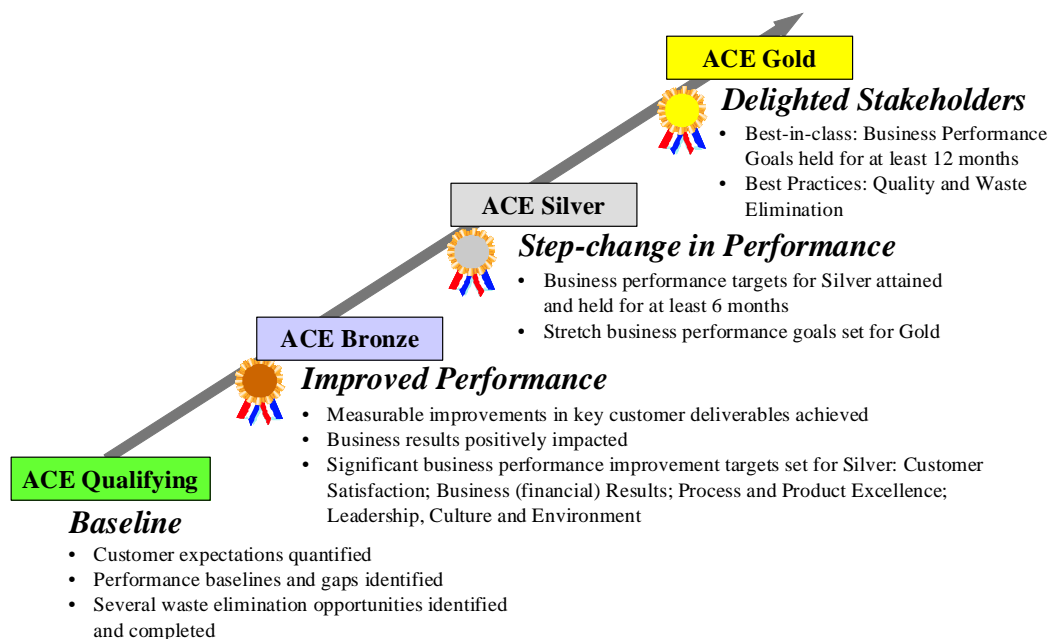 ACE Gold
Delighted Stakeholders
• Best-in-class: Business Performance
Goals held for at least 12 months
• Best Practices: Quality and Waste
Elimination
ACE Silver
Step-change in Performance
• Business performance targets for Silver attained
and held for at least 6 months
• Stretch business performance goals set for Gold
ACE Bronze
Improved Performance
• Measurable improvements in key customer deliverables achieved
• Business results positively impacted
• Significant business performance improvement targets set for Silver: Customer
Satisfaction; Business (financial) Results; Process and Product Excellence;
Leadership, Culture and Environment
ACE Qualifying
Baseline
• Customer expectations quantified
• Performance baselines and gaps identified
• Several waste elimination opportunities identified
and completed